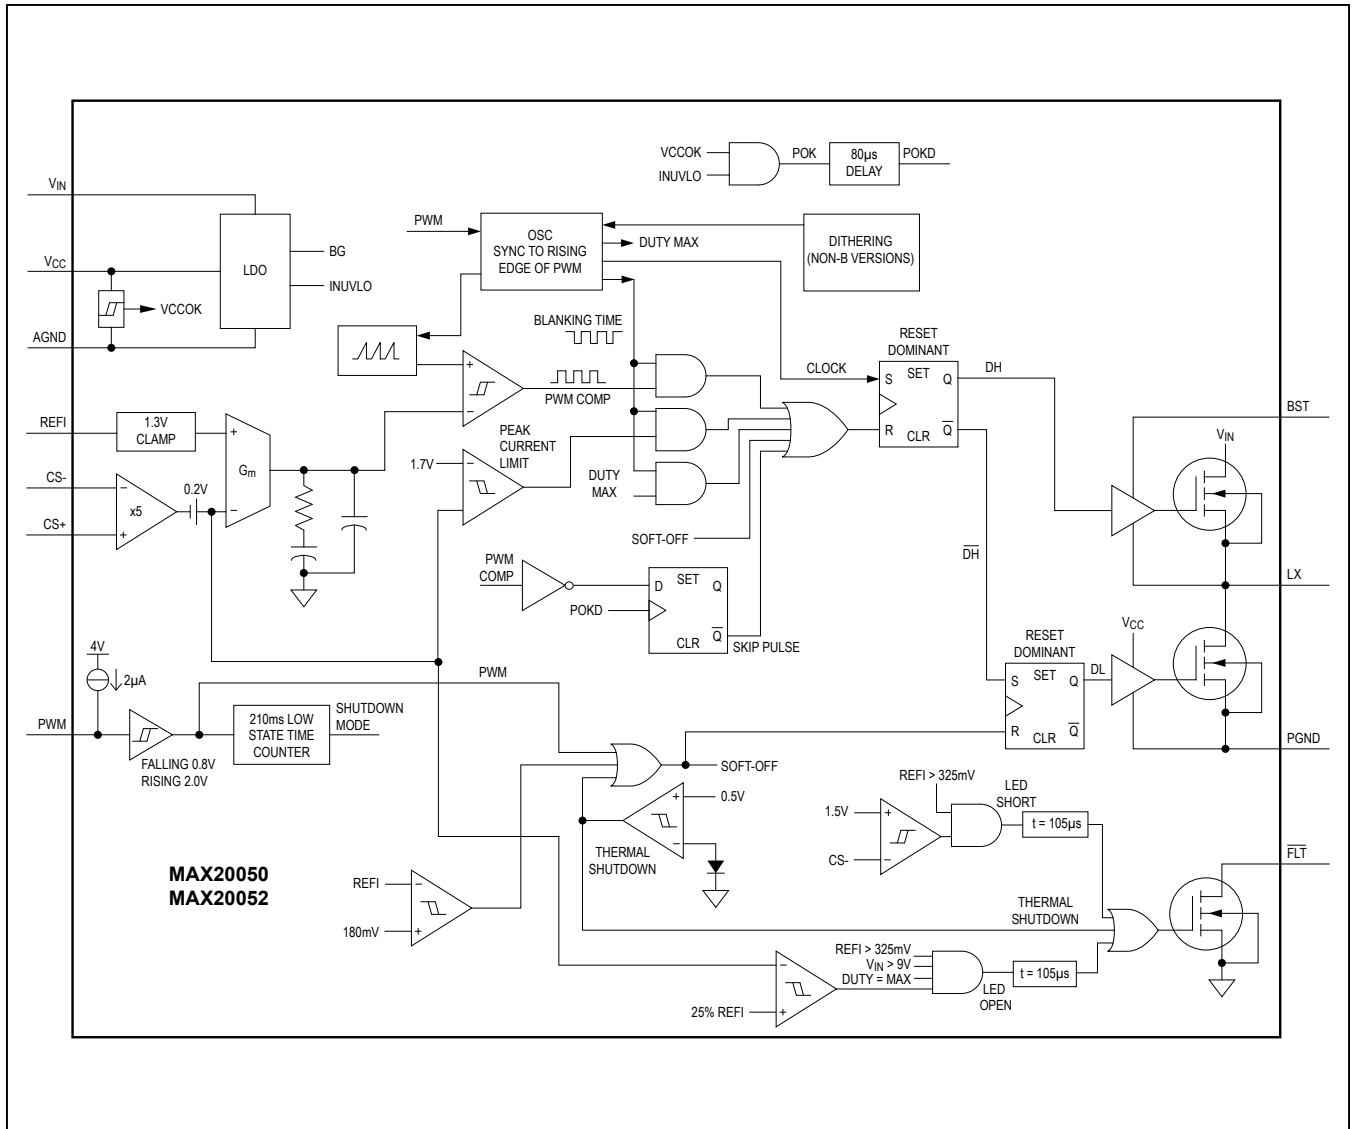 VCCOK
INUVLO
POK
80µs
DELAY
POKD
VIN
VCC
AGND
LDO
BG
INUVLO
VCCOK
PWM
OSC
SYNC TO RISING
EDGE OF PWM
DUTY MAX
DITHERING
(NON-B VERSIONS)
BLANKING TIME
+
−
PWM COMP
CLOCK
RESET
DOMINANT
S
SET
Q
R
CLR
Q̅
DH
REFI
1.3V
CLAMP
+
Gm
−
CS-
CS+
−
x5
+
0.2V
1.7V
−
+
PEAK
CURRENT
LIMIT
DUTY
MAX
SOFT-OFF
PWM
COMP
POKD
D
SET
Q
CLR
Q̅
SKIP PULSE
D̅H̅
BST
VIN
LX
VCC
RESET
DOMINANT
S
SET
Q
R
CLR
Q̅
DL
PGND
4V
2µA
PWM
FALLING 0.8V
RISING 2.0V
210ms LOW
STATE TIME
COUNTER
SHUTDOWN
MODE
PWM
SOFT-OFF
+
0.5V
−
THERMAL
SHUTDOWN
REFI > 325mV
LED
SHORT
1.5V
+
CS-
−
t = 105µs
F̅L̅T̅
MAX20050
MAX20052
REFI
−
180mV
+
THERMAL
SHUTDOWN
REFI > 325mV
VIN > 9V
DUTY = MAX
−
25% REFI
+
LED
OPEN
t = 105µs